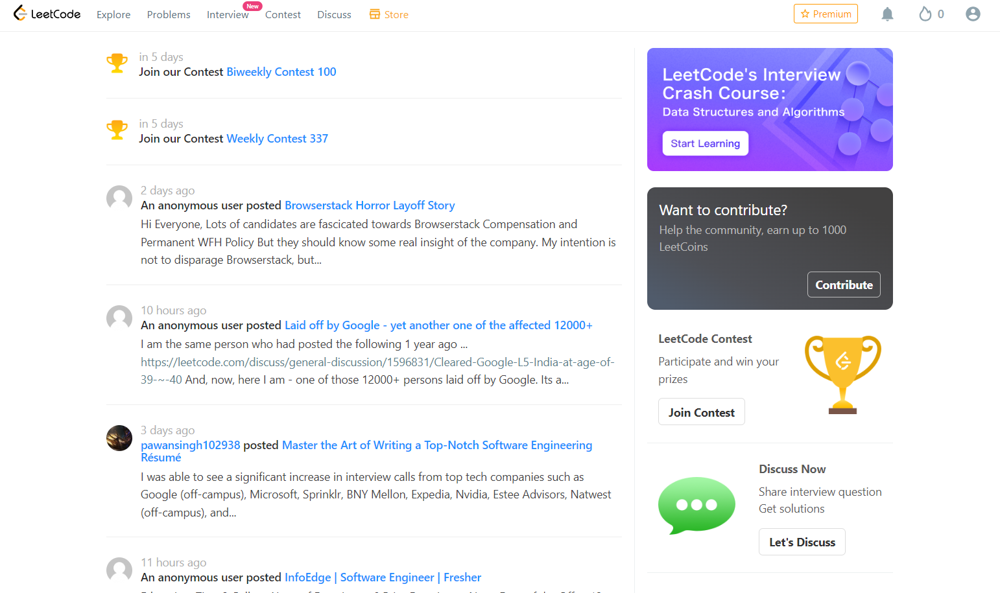 LeetCode
Explore
Problems
Interview
New
Contest
Discuss
Store
Premium
0
in 5 days
Join our Contest Biweekly Contest 100
in 5 days
Join our Contest Weekly Contest 337
2 days ago
An anonymous user posted Browserstack Horror Layoff Story
Hi Everyone, Lots of candidates are fascicated towards Browserstack Compensation and
Permanent WFH Policy But they should know some real insight of the company. My intention is
not to disparage Browserstack, but...
10 hours ago
An anonymous user posted Laid off by Google - yet another one of the affected 12000+
I am the same person who had posted the following 1 year ago ...
https://leetcode.com/discuss/general-discussion/1596831/Cleared-Google-L5-India-at-age-of-
39-~-40 And, now, here I am - one of those 12000+ persons laid off by Google. Its a...
3 days ago
pawansingh102938 posted Master the Art of Writing a Top-Notch Software Engineering
Résumé
I was able to see a significant increase in interview calls from top tech companies such as
Google (off-campus), Microsoft, Sprinklr, BNY Mellon, Expedia, Nvidia, Estee Advisors, Natwest
(off-campus), and...
11 hours ago
An anonymous user posted InfoEdge | Software Engineer | Fresher
LeetCode's Interview
Crash Course:
Data Structures and Algorithms
Start Learning
Want to contribute?
Help the community, earn up to 1000
LeetCoins
Contribute
LeetCode Contest
Participate and win your
prizes
Join Contest
Discuss Now
Share interview question
Get solutions
Let's Discuss